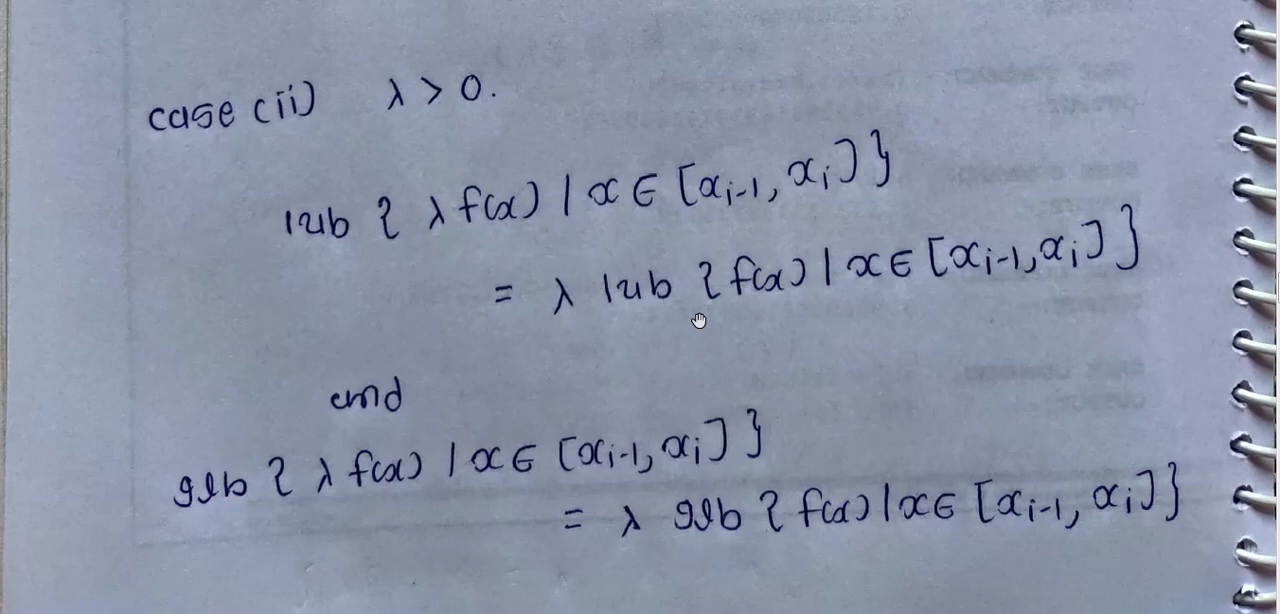 case (ii) λ > 0.
lub { λ f(x) | x ∈ [xᵢ₋₁, xᵢ] }
= λ lub { f(x) | x ∈ [xᵢ₋₁, xᵢ] }
and
glb { λ f(x) | x ∈ [xᵢ₋₁, xᵢ] }
= λ glb { f(x) | x ∈ [xᵢ₋₁, xᵢ] }